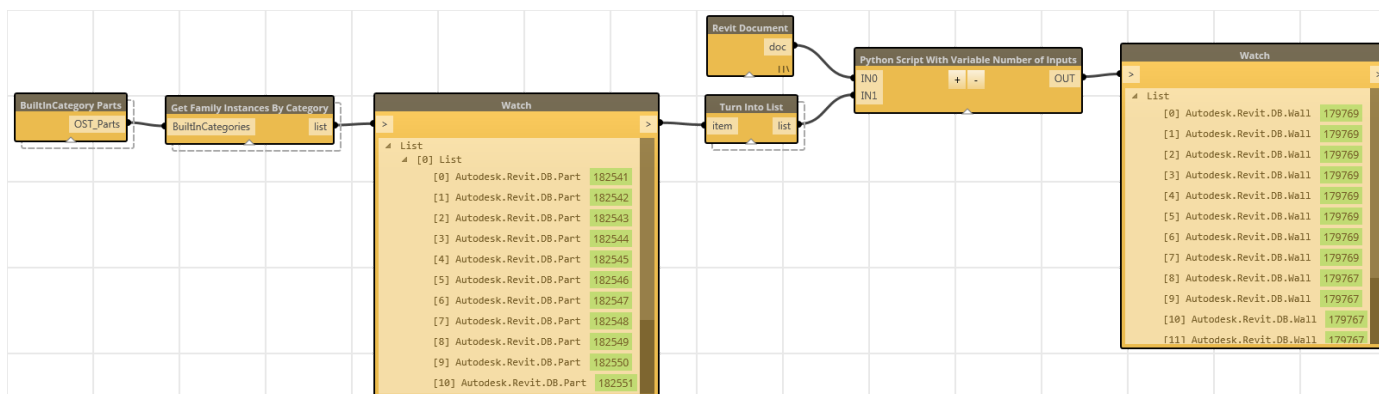 BuiltInCategory Parts
OST_Parts
Get Family Instances By Category
BuiltInCategories list
Watch
> >
List
[0] List
[0] Autodesk.Revit.DB.Part 182541
[1] Autodesk.Revit.DB.Part 182542
[2] Autodesk.Revit.DB.Part 182543
[3] Autodesk.Revit.DB.Part 182544
[4] Autodesk.Revit.DB.Part 182545
[5] Autodesk.Revit.DB.Part 182546
[6] Autodesk.Revit.DB.Part 182547
[7] Autodesk.Revit.DB.Part 182548
[8] Autodesk.Revit.DB.Part 182549
[9] Autodesk.Revit.DB.Part 182550
[10] Autodesk.Revit.DB.Part 182551
Revit Document
doc
Turn Into List
item list
Python Script With Variable Number of Inputs
IN0 + - OUT
IN1
Watch
> >
List
[0] Autodesk.Revit.DB.Wall 179769
[1] Autodesk.Revit.DB.Wall 179769
[2] Autodesk.Revit.DB.Wall 179769
[3] Autodesk.Revit.DB.Wall 179769
[4] Autodesk.Revit.DB.Wall 179769
[5] Autodesk.Revit.DB.Wall 179769
[6] Autodesk.Revit.DB.Wall 179769
[7] Autodesk.Revit.DB.Wall 179769
[8] Autodesk.Revit.DB.Wall 179767
[9] Autodesk.Revit.DB.Wall 179767
[10] Autodesk.Revit.DB.Wall 179767
[11] Autodesk.Revit.DB.Wall 179767